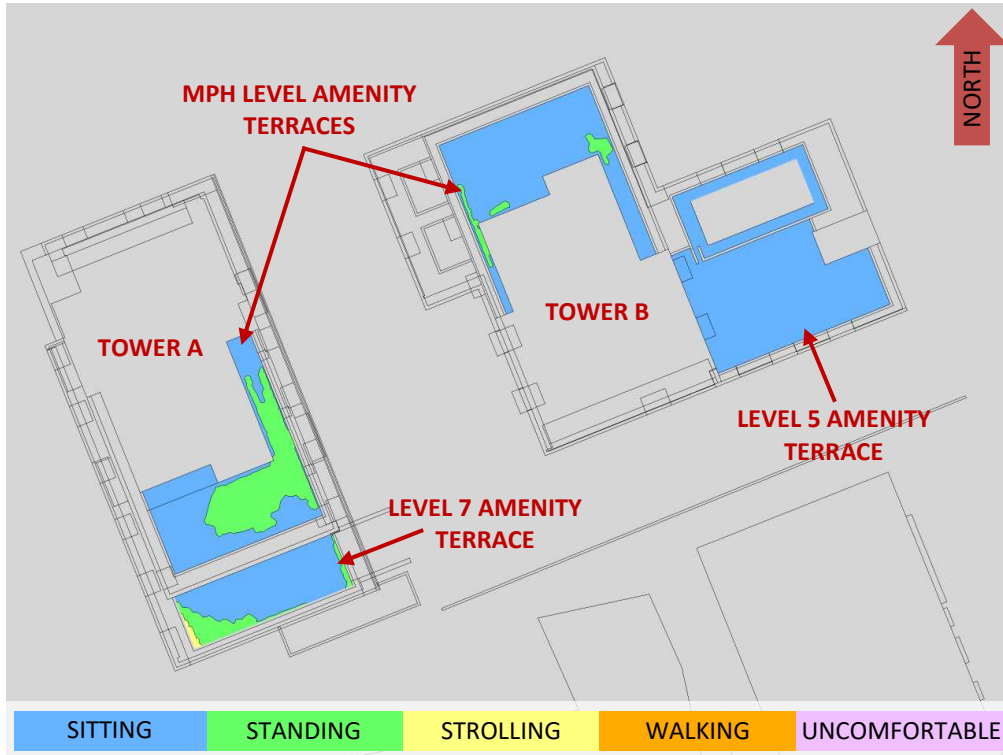 NORTH
MPH LEVEL AMENITY
TERRACES
TOWER A
TOWER B
LEVEL 5 AMENITY
TERRACE
LEVEL 7 AMENITY
TERRACE
SITTING
STANDING
STROLLING
WALKING
UNCOMFORTABLE